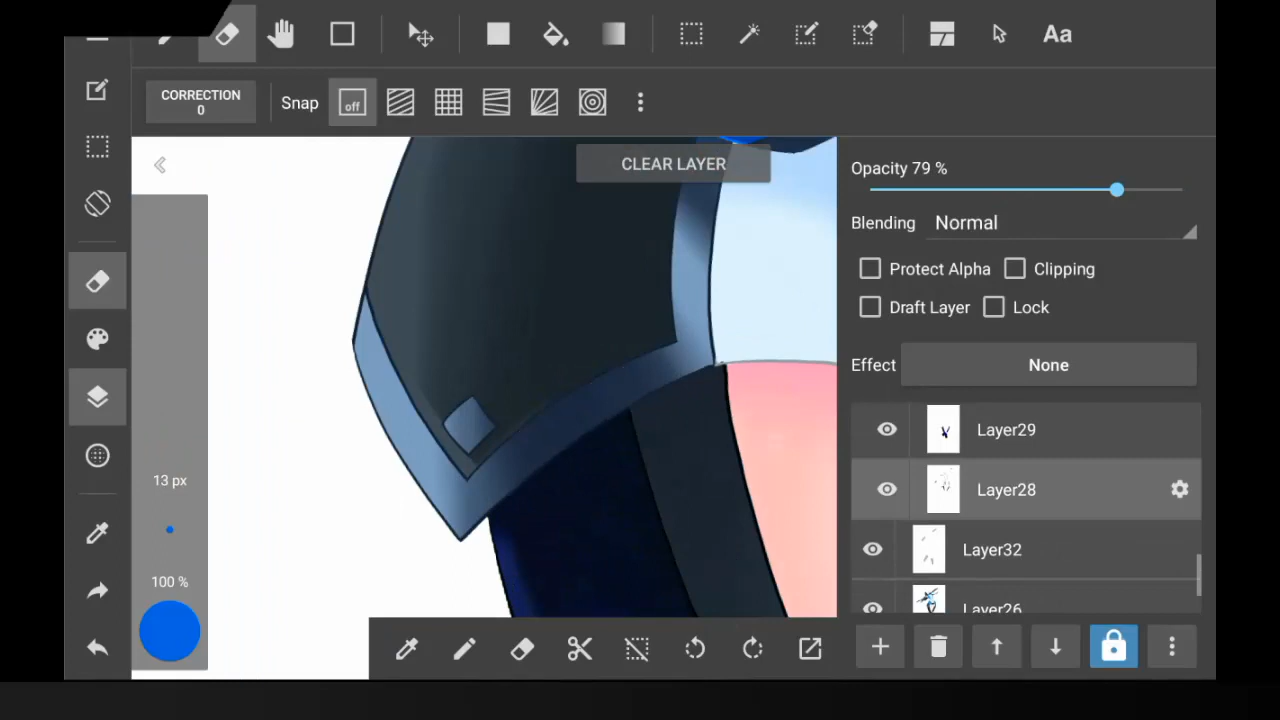 Aa
CORRECTION
0
Snap
off
CLEAR LAYER
Opacity 79 %
Blending
Normal
Protect Alpha
Clipping
Draft Layer
Lock
Effect
None
Layer29
Layer28
Layer32
Layer26
13 px
100 %